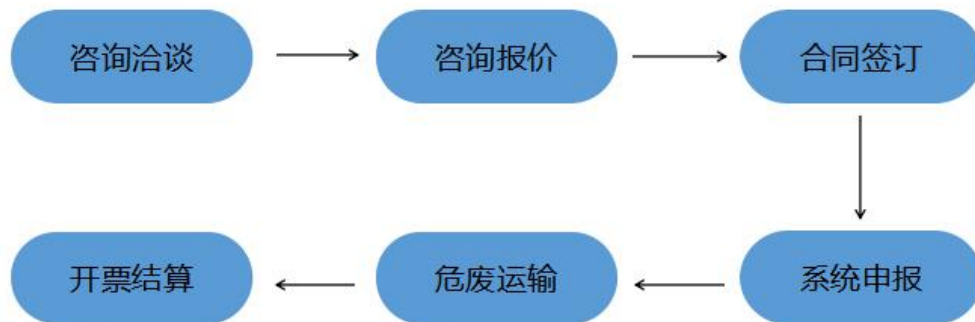 咨询洽谈
咨询报价
合同签订
系统申报
危废运输
开票结算